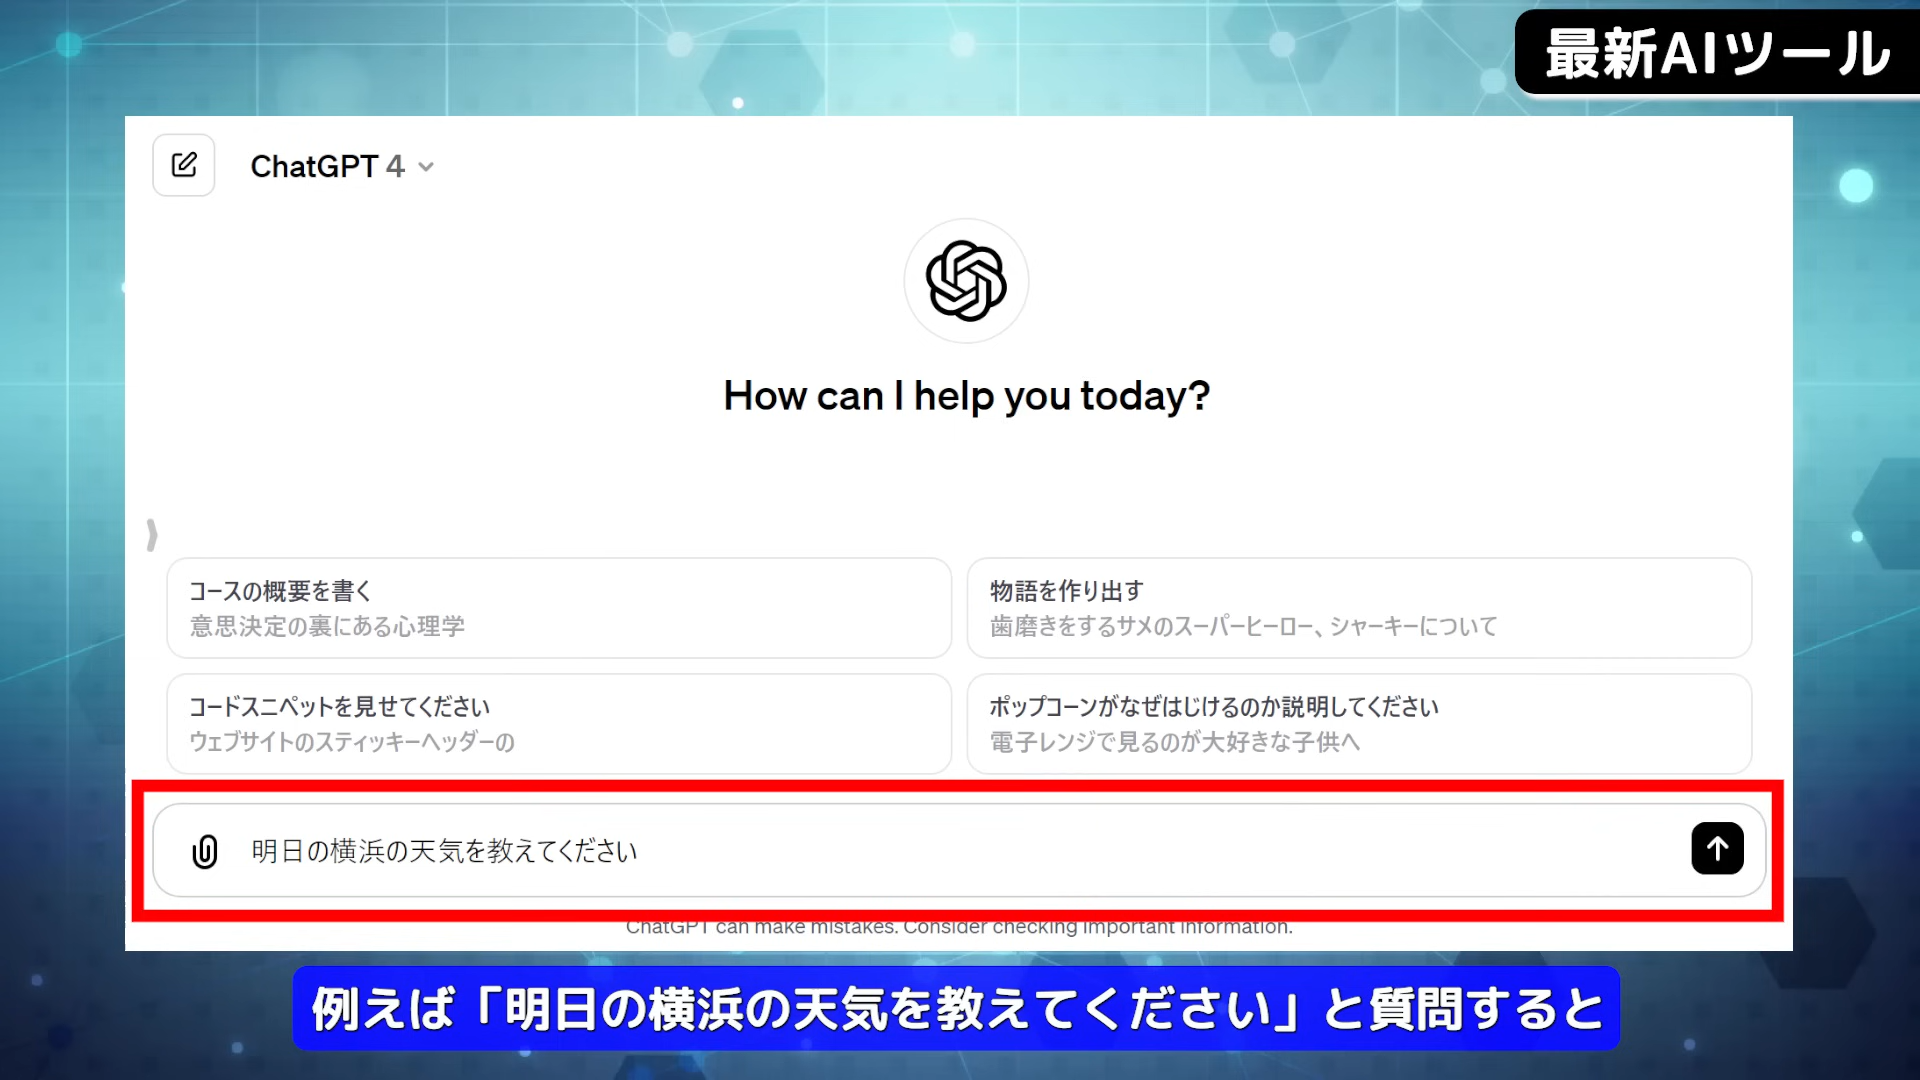 最新AIツール
ChatGPT 4
How can I help you today?
コースの概要を書く
意思決定の裏にある心理学
物語を作り出す
歯磨きをするサメのスーパーヒーロー、シャーキーについて
コードスニペットを見せてください
ウェブサイトのスティッキーヘッダーの
ポップコーンがなぜはじけるのか説明してください
電子レンジで見るのが大好きな子供へ
明日の横浜の天気を教えてください
ChatGPT can make mistakes. Consider checking important information.
例えば「明日の横浜の天気を教えてください」と質問すると